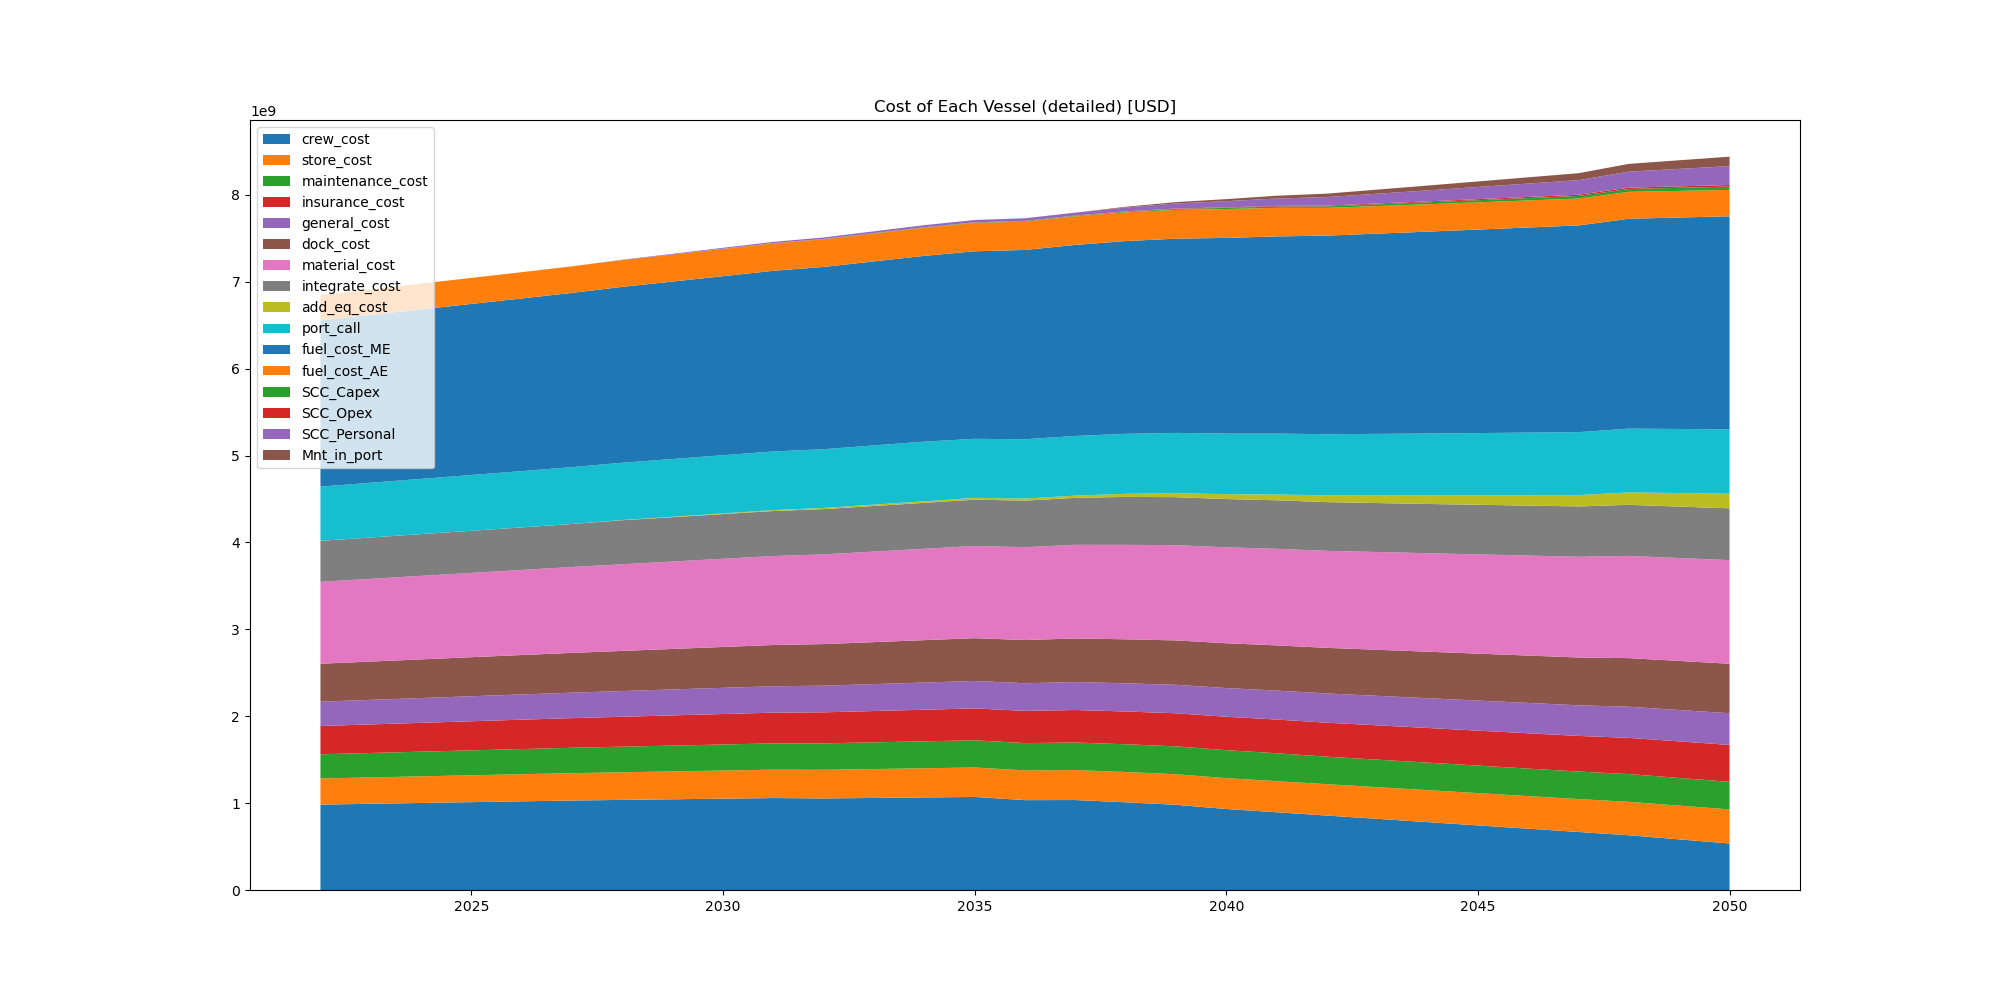 Cost of Each Vessel (detailed) [USD]
1e9
crew_cost
store_cost
maintenance_cost
insurance_cost
general_cost
dock_cost
material_cost
integrate_cost
add_eq_cost
port_call
fuel_cost_ME
fuel_cost_AE
SCC_Capex
SCC_Opex
SCC_Personal
Mnt_in_port
8
7
6
5
4
3
2
1
0
2025 2030 2035 2040 2045 2050